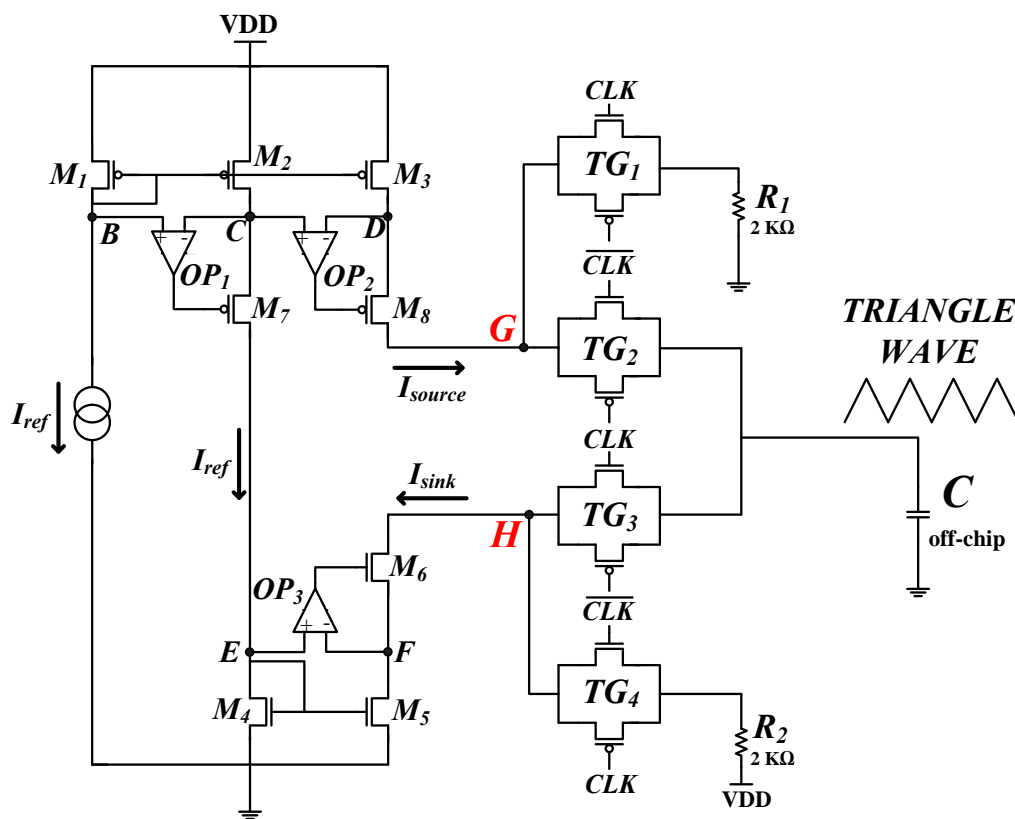 VDD
M1
M2
M3
B
C
D
+ -
+ -
OP1
OP2
M7
M8
Iref
Iref
Isource
Isink
G
H
OP3
+ -
M6
E
F
M4
M5
CLK
TG1
CLK
R1
2 KΩ
TG2
CLK
CLK
TG3
CLK
TG4
CLK
R2
2 KΩ
VDD
TRIANGLE
WAVE
C
off-chip